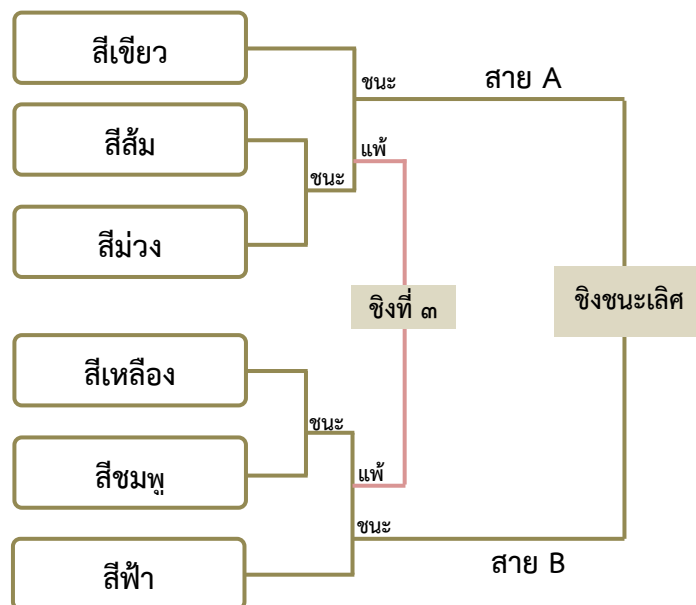 สีเขียว
ชนะ
สาย A
สีส้ม
แพ้
ชนะ
สีม่วง
ชิงที่ ๓
ชิงชนะเลิศ
สีเหลือง
ชนะ
สีชมพู
แพ้
ชนะ
สาย B
สีฟ้า